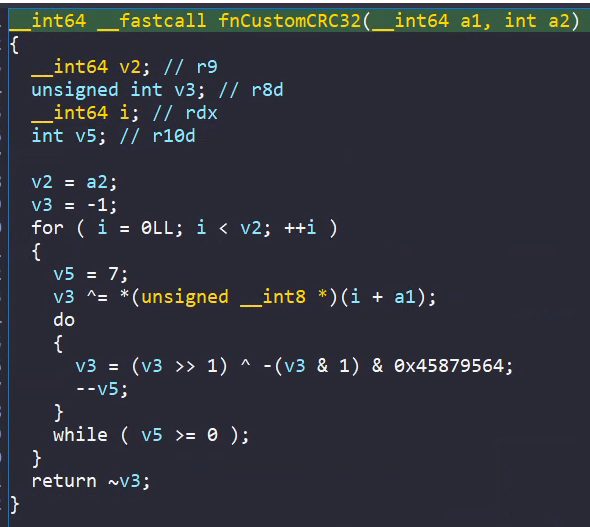 __int64 __fastcall fnCustomCRC32(__int64 a1, int a2)
{
  __int64 v2; // r9
  unsigned int v3; // r8d
  __int64 i; // rdx
  int v5; // r10d

  v2 = a2;
  v3 = -1;
  for ( i = 0LL; i < v2; ++i )
  {
    v5 = 7;
    v3 ^= *(unsigned __int8 *)(i + a1);
    do
    {
      v3 = (v3 >> 1) ^ -(v3 & 1) & 0x45879564;
      --v5;
    }
    while ( v5 >= 0 );
  }
  return ~v3;
}